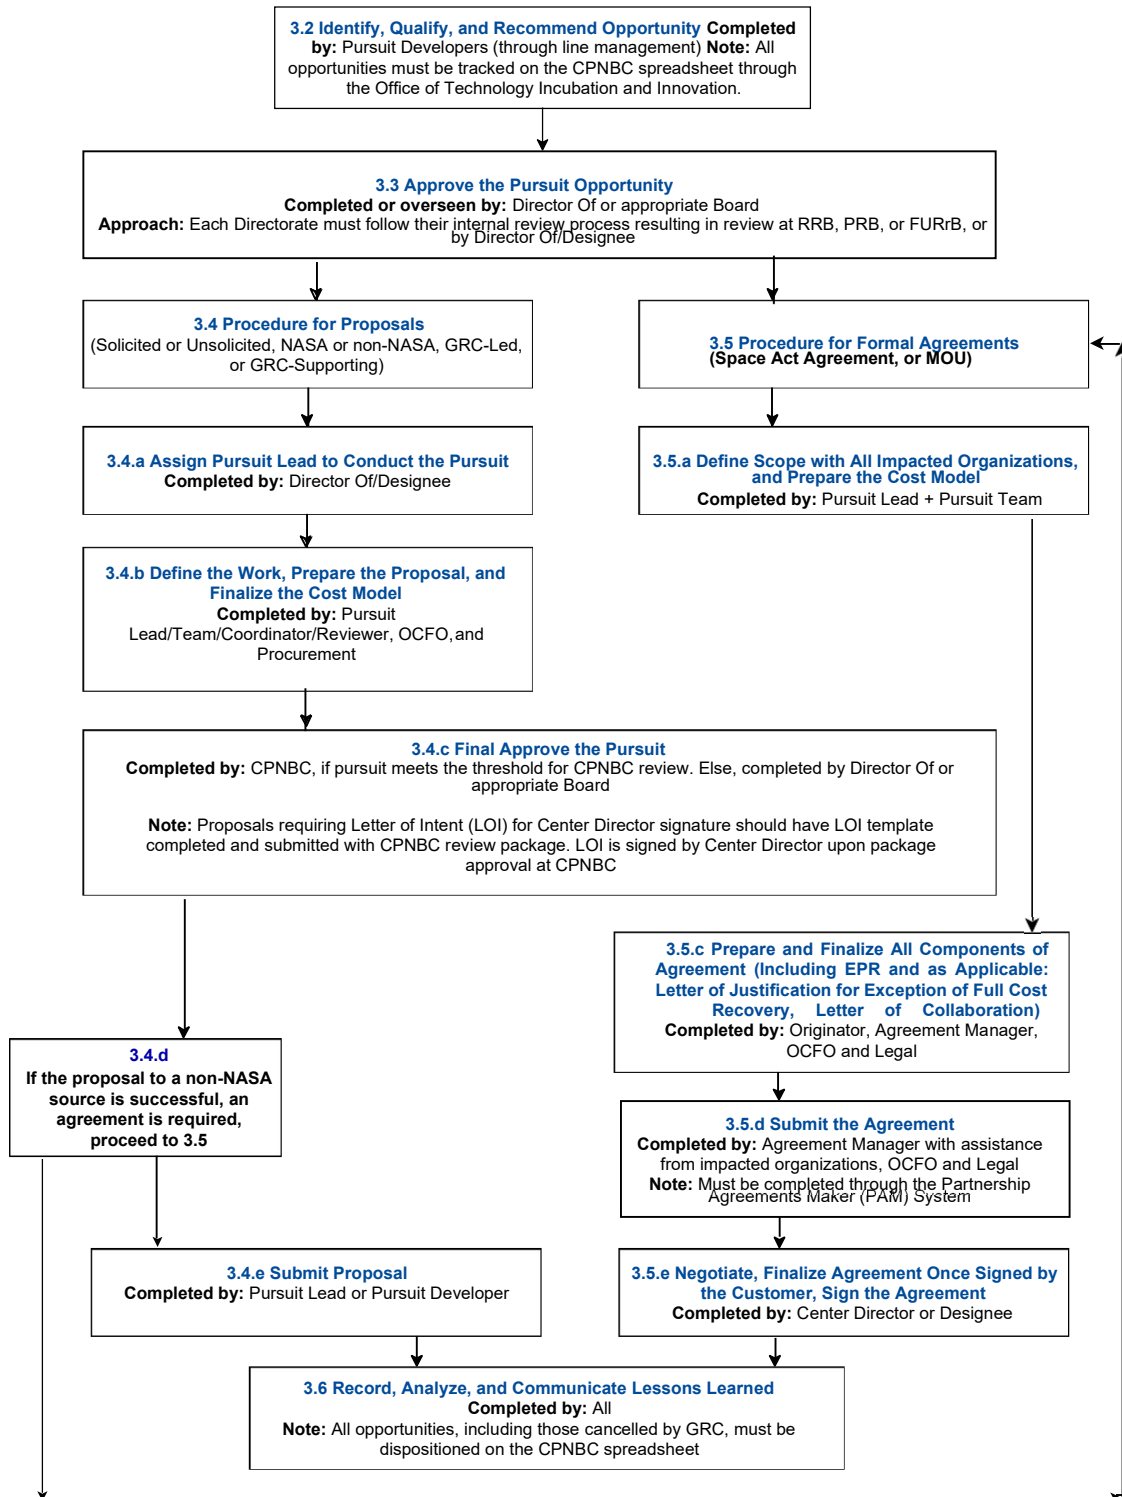 3.2 Identify, Qualify, and Recommend Opportunity Completed
by: Pursuit Developers (through line management) Note: All
opportunities must be tracked on the CPNBC spreadsheet through
the Office of Technology Incubation and Innovation.
3.3 Approve the Pursuit Opportunity
Completed or overseen by: Director Of or appropriate Board
Approach: Each Directorate must follow their internal review process resulting in review at RRB, PRB, or FURrB, or
by Director Of/Designee
3.4 Procedure for Proposals
(Solicited or Unsolicited, NASA or non-NASA, GRC-Led,
or GRC-Supporting)
3.5 Procedure for Formal Agreements
(Space Act Agreement, or MOU)
3.4.a Assign Pursuit Lead to Conduct the Pursuit
Completed by: Director Of/Designee
3.5.a Define Scope with All Impacted Organizations,
and Prepare the Cost Model
Completed by: Pursuit Lead + Pursuit Team
3.4.b Define the Work, Prepare the Proposal, and
Finalize the Cost Model
Completed by: Pursuit
Lead/Team/Coordinator/Reviewer, OCFO, and
Procurement
3.4.c Final Approve the Pursuit
Completed by: CPNBC, if pursuit meets the threshold for CPNBC review. Else, completed by Director Of or
appropriate Board
Note: Proposals requiring Letter of Intent (LOI) for Center Director signature should have LOI template
completed and submitted with CPNBC review package. LOI is signed by Center Director upon package
approval at CPNBC
3.5.c Prepare and Finalize All Components of
Agreement (Including EPR and as Applicable:
Letter of Justification for Exception of Full Cost
Recovery, Letter of Collaboration)
Completed by: Originator, Agreement Manager,
OCFO and Legal
3.4.d
If the proposal to a non-NASA
source is successful, an
agreement is required,
proceed to 3.5
3.5.d Submit the Agreement
Completed by: Agreement Manager with assistance
from impacted organizations, OCFO and Legal
Note: Must be completed through the Partnership
Agreements Maker (PAM) System
3.4.e Submit Proposal
Completed by: Pursuit Lead or Pursuit Developer
3.5.e Negotiate, Finalize Agreement Once Signed by
the Customer, Sign the Agreement
Completed by: Center Director or Designee
3.6 Record, Analyze, and Communicate Lessons Learned
Completed by: All
Note: All opportunities, including those cancelled by GRC, must be
dispositioned on the CPNBC spreadsheet